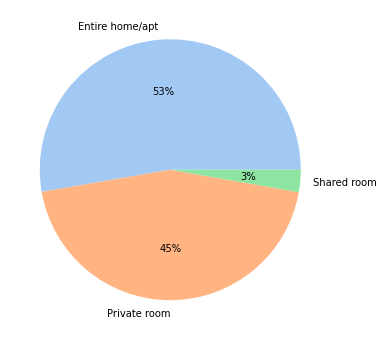 Entire home/apt
53%
3%
Shared room
45%
Private room